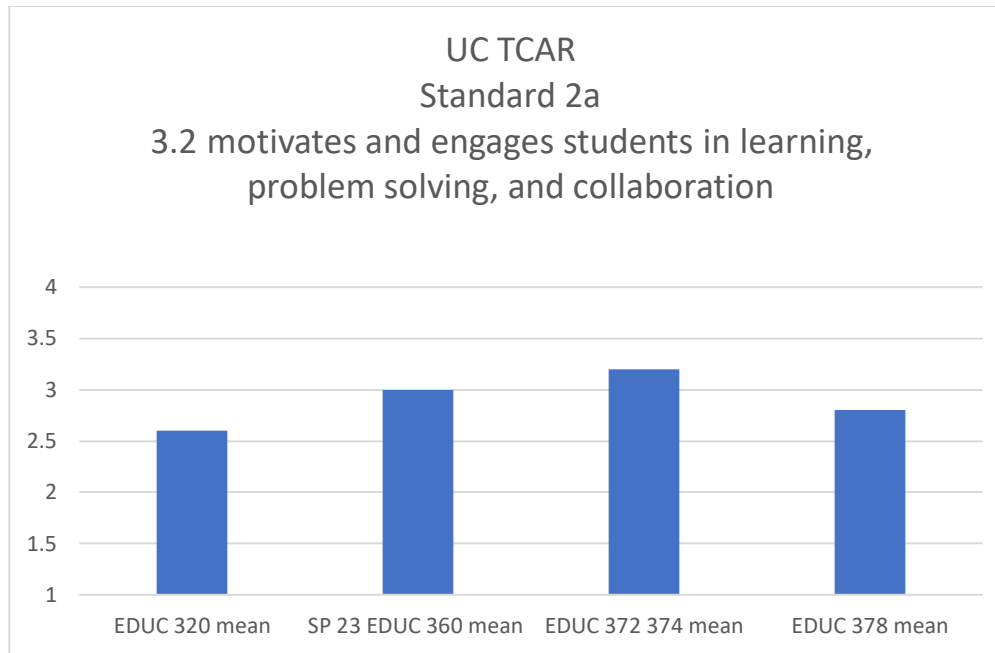 UC TCAR
Standard 2a
3.2 motivates and engages students in learning,
problem solving, and collaboration
4
3.5
3
2.5
2
1.5
1
EDUC 320 mean
SP 23 EDUC 360 mean
EDUC 372 374 mean
EDUC 378 mean